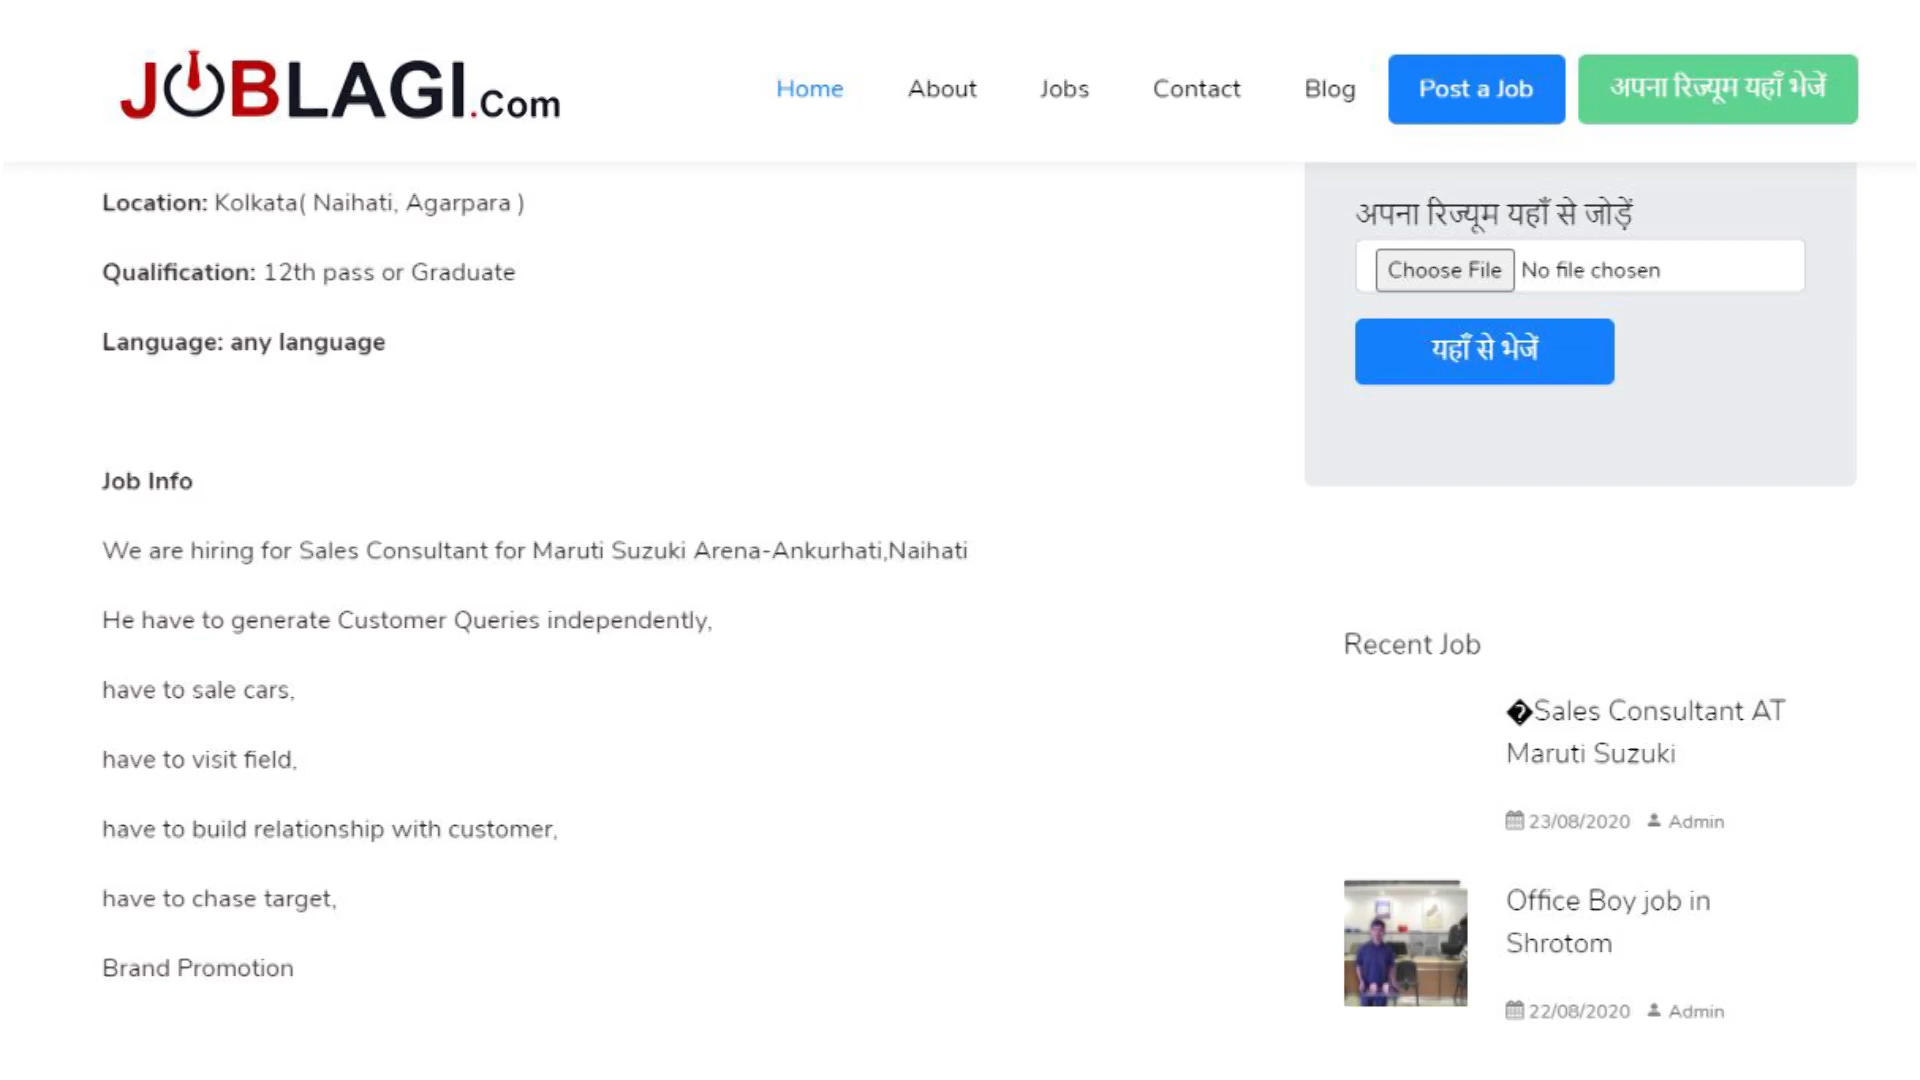 JOBLAGI.Com
Home About Jobs Contact Blog Post a Job अपना रिज्यूम यहाँ भेजें
Location: Kolkata( Naihati, Agarpara )
Qualification: 12th pass or Graduate
Language: any language
Job Info
We are hiring for Sales Consultant for Maruti Suzuki Arena-Ankurhati,Naihati
He have to generate Customer Queries independently,
have to sale cars,
have to visit field,
have to build relationship with customer,
have to chase target,
Brand Promotion
अपना रिज्यूम यहाँ से जोड़ें
Choose File No file chosen
यहाँ से भेजें
Recent Job
�Sales Consultant AT
Maruti Suzuki
23/08/2020 Admin
Office Boy job in
Shrotom
22/08/2020 Admin